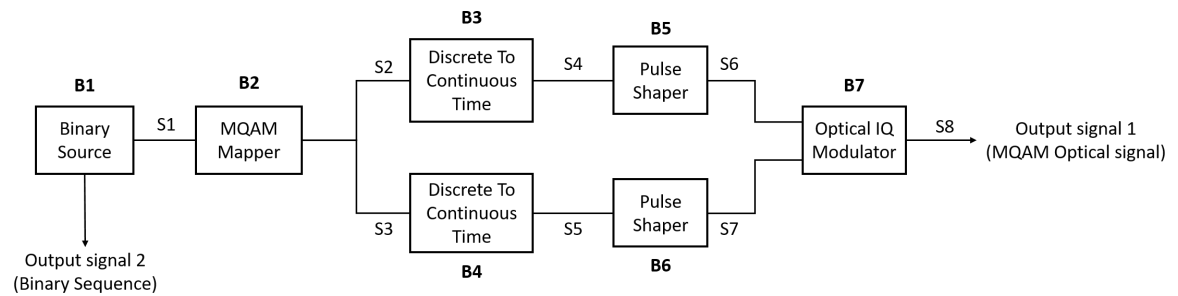 B1
Binary
Source
Output signal 2
(Binary Sequence)
S1
B2
MQAM
Mapper
S2
S3
B3
Discrete To
Continuous
Time
Discrete To
Continuous
Time
B4
S4
S5
B5
Pulse
Shaper
Pulse
Shaper
B6
S6
S7
B7
Optical IQ
Modulator
S8
Output signal 1
(MQAM Optical signal)